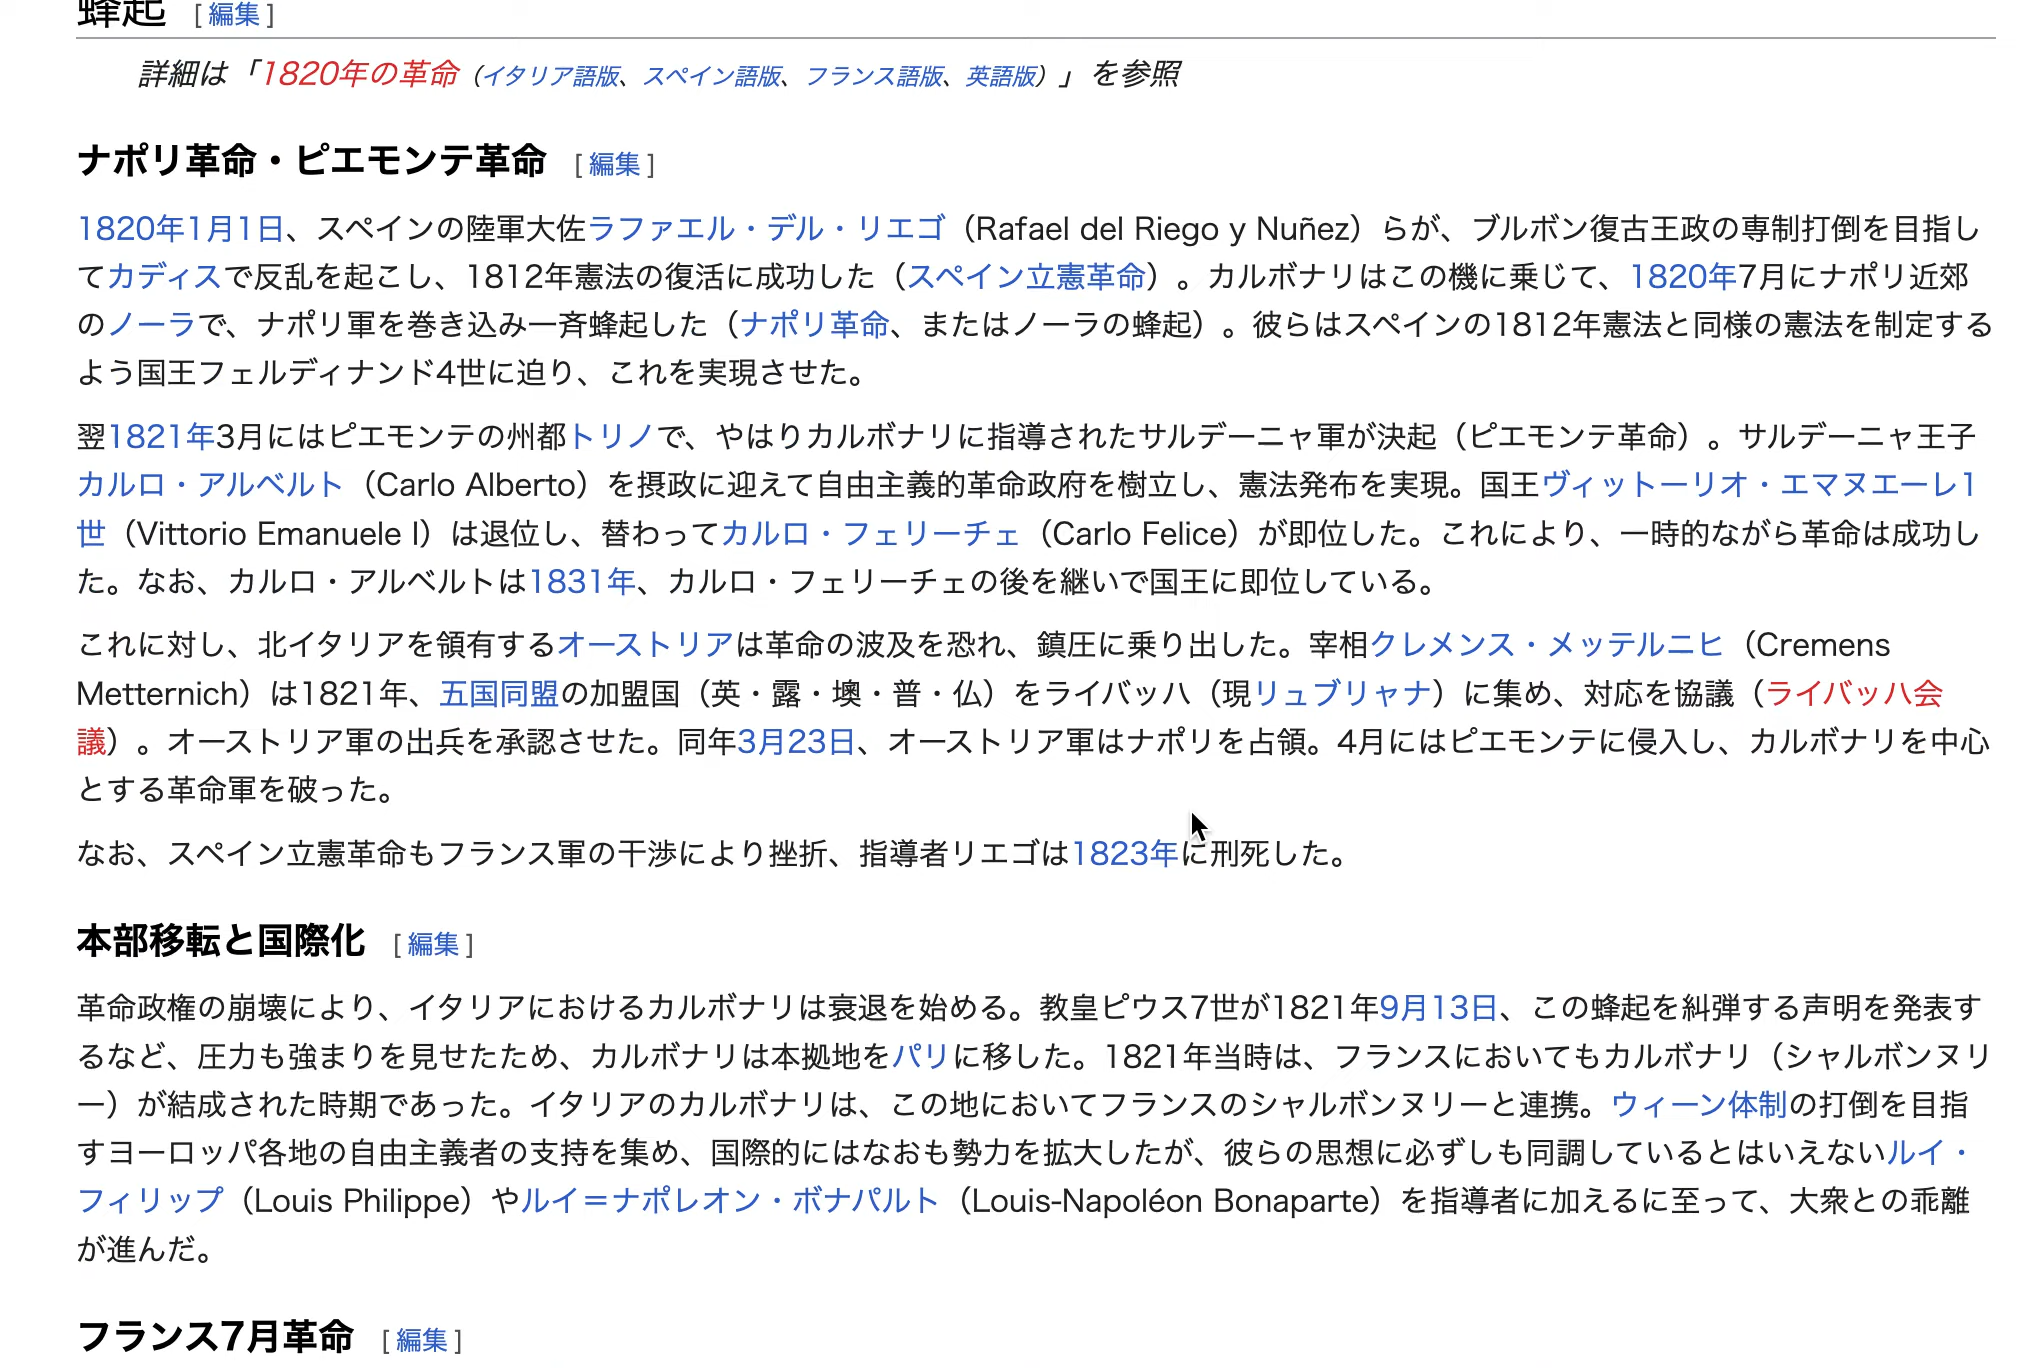 蜂起 [編集]
詳細は「1820年の革命（イタリア語版、スペイン語版、フランス語版、英語版）」を参照
ナポリ革命・ピエモンテ革命 [編集]
1820年1月1日、スペインの陸軍大佐ラファエル・デル・リエゴ（Rafael del Riego y Nuñez）らが、ブルボン復古王政の専制打倒を目指し
てカディスで反乱を起こし、1812年憲法の復活に成功した（スペイン立憲革命）。カルボナリはこの機に乗じて、1820年7月にナポリ近郊
のノーラで、ナポリ軍を巻き込み一斉蜂起した（ナポリ革命、またはノーラの蜂起）。彼らはスペインの1812年憲法と同様の憲法を制定する
よう国王フェルディナンド4世に迫り、これを実現させた。
翌1821年3月にはピエモンテの州都トリノで、やはりカルボナリに指導されたサルデーニャ軍が決起（ピエモンテ革命）。サルデーニャ王子
カルロ・アルベルト（Carlo Alberto）を摂政に迎えて自由主義的革命政府を樹立し、憲法発布を実現。国王ヴィットーリオ・エマヌエーレ1
世（Vittorio Emanuele I）は退位し、替わってカルロ・フェリーチェ（Carlo Felice）が即位した。これにより、一時的ながら革命は成功し
た。なお、カルロ・アルベルトは1831年、カルロ・フェリーチェの後を継いで国王に即位している。
これに対し、北イタリアを領有するオーストリアは革命の波及を恐れ、鎮圧に乗り出した。宰相クレメンス・メッテルニヒ（Cremens
Metternich）は1821年、五国同盟の加盟国（英・露・墺・普・仏）をライバッハ（現リュブリャナ）に集め、対応を協議（ライバッハ会
議）。オーストリア軍の出兵を承認させた。同年3月23日、オーストリア軍はナポリを占領。4月にはピエモンテに侵入し、カルボナリを中心
とする革命軍を破った。
なお、スペイン立憲革命もフランス軍の干渉により挫折、指導者リエゴは1823年に刑死した。
本部移転と国際化 [編集]
革命政権の崩壊により、イタリアにおけるカルボナリは衰退を始める。教皇ピウス7世が1821年9月13日、この蜂起を糾弾する声明を発表す
るなど、圧力も強まりを見せたため、カルボナリは本拠地をパリに移した。1821年当時は、フランスにおいてもカルボナリ（シャルボンヌリ
ー）が結成された時期であった。イタリアのカルボナリは、この地においてフランスのシャルボンヌリーと連携。ウィーン体制の打倒を目指
すヨーロッパ各地の自由主義者の支持を集め、国際的にはなおも勢力を拡大したが、彼らの思想に必ずしも同調しているとはいえないルイ・
フィリップ（Louis Philippe）やルイ＝ナポレオン・ボナパルト（Louis-Napoléon Bonaparte）を指導者に加えるに至って、大衆との乖離
が進んだ。
フランス7月革命 [編集]